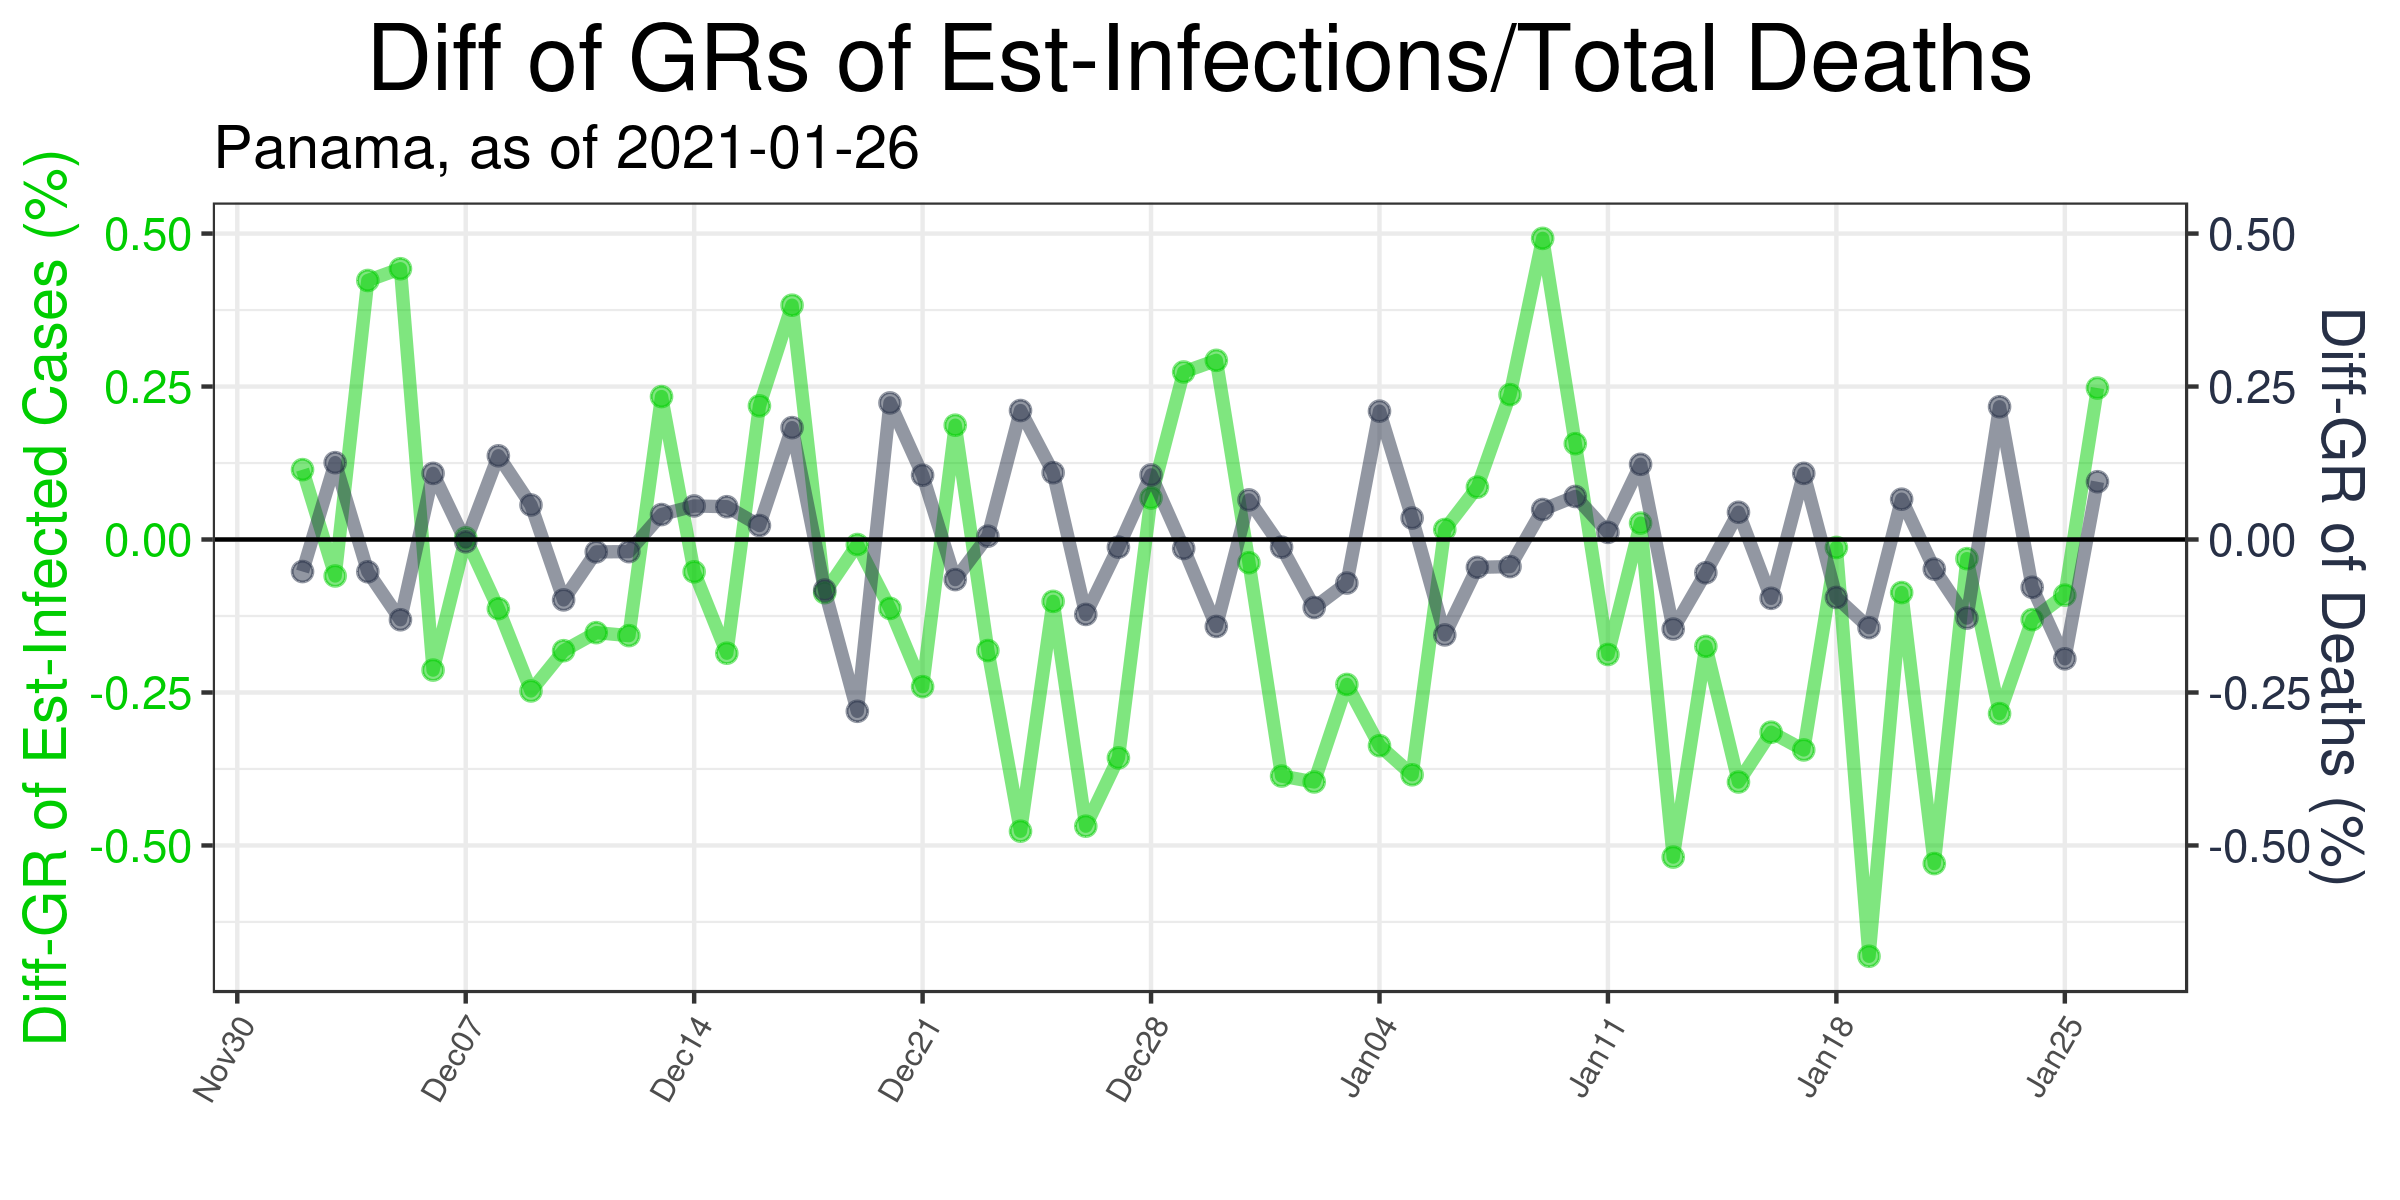 Diff of GRs of Est-Infections/Total Deaths
Panama, as of 2021-01-26
Diff-GR of Est-Infected Cases (%)
0.50
0.25
0.00
-0.25
-0.50
0.50
0.25
0.00
-0.25
-0.50
Diff-GR of Deaths (%)
Nov30
Dec07
Dec14
Dec21
Dec28
Jan04
Jan11
Jan18
Jan25